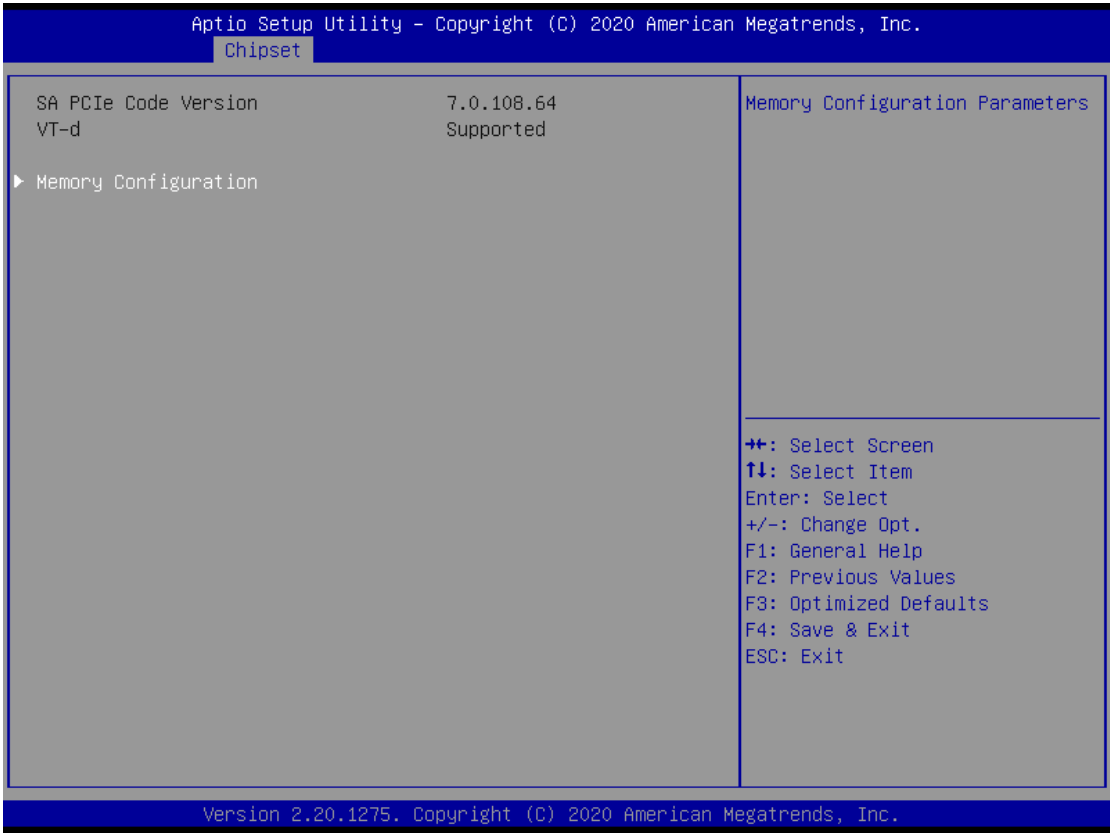 Aptio Setup Utility – Copyright (C) 2020 American Megatrends, Inc.
Chipset
SA PCIe Code Version 7.0.108.64
VT-d Supported
▶ Memory Configuration
Memory Configuration Parameters
→←: Select Screen
↑↓: Select Item
Enter: Select
+/-: Change Opt.
F1: General Help
F2: Previous Values
F3: Optimized Defaults
F4: Save & Exit
ESC: Exit
Version 2.20.1275. Copyright (C) 2020 American Megatrends, Inc.